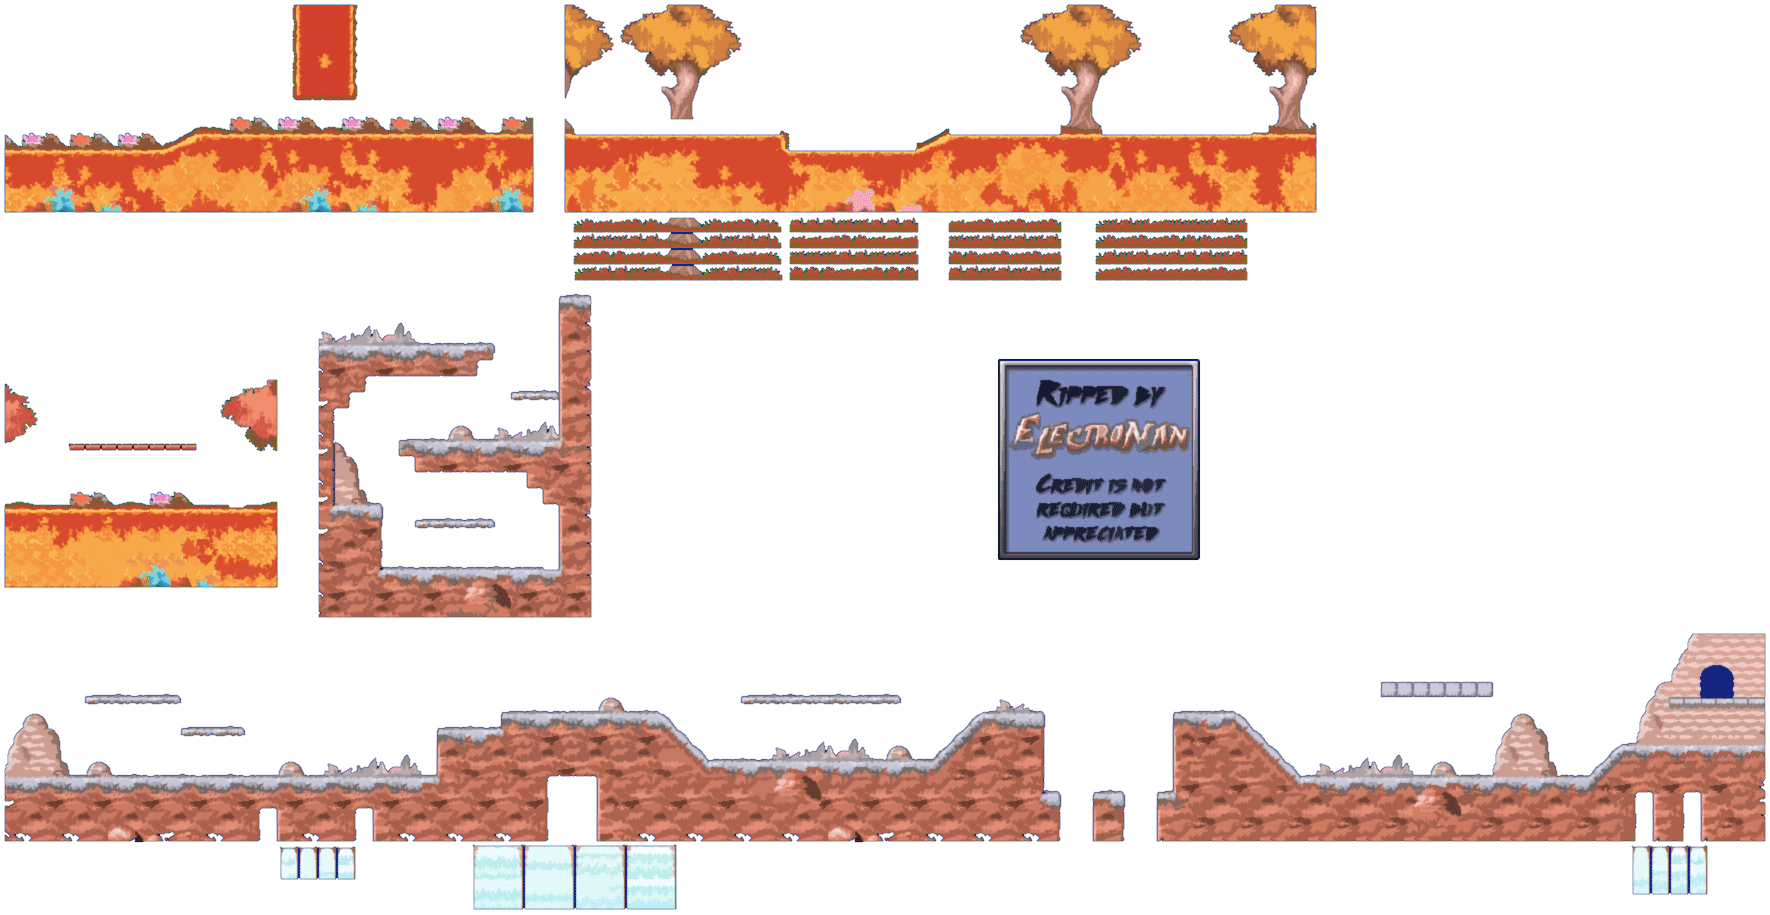 Ripped by
ElectroNan
Credit is not
required but
appreciated